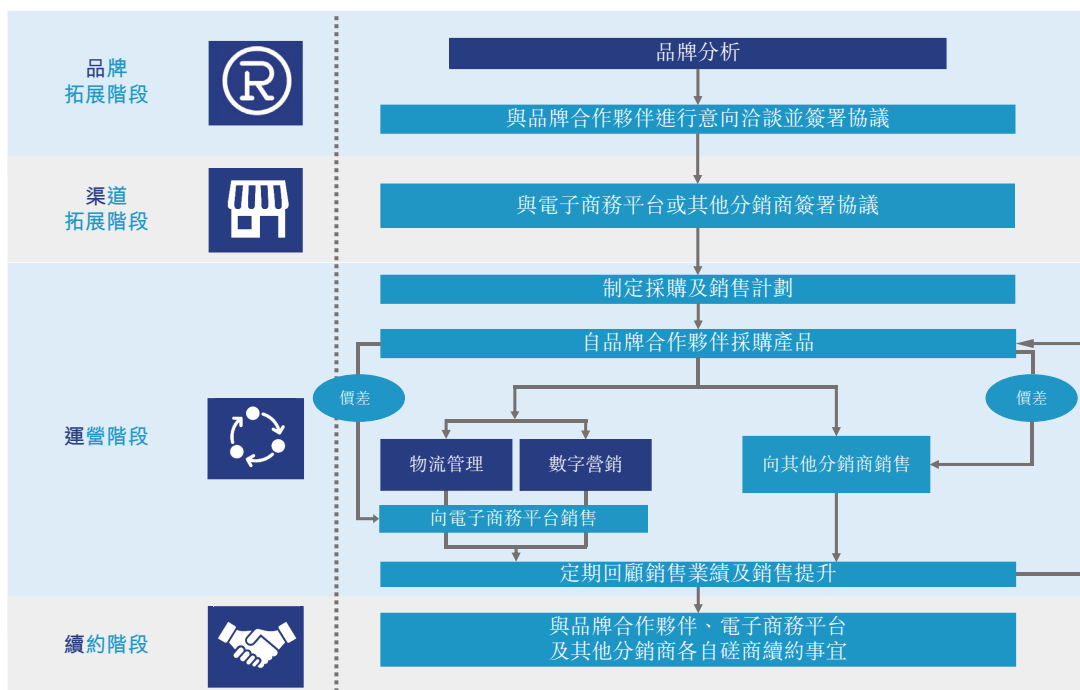 品牌
拓展階段
R
品牌分析
與品牌合作夥伴進行意向洽談並簽署協議
渠道
拓展階段
與電子商務平台或其他分銷商簽署協議
運營階段
制定採購及銷售計劃
自品牌合作夥伴採購產品
價差
價差
物流管理
數字營銷
向其他分銷商銷售
向電子商務平台銷售
定期回顧銷售業績及銷售提升
續約階段
與品牌合作夥伴、電子商務平台
及其他分銷商各自磋商續約事宜